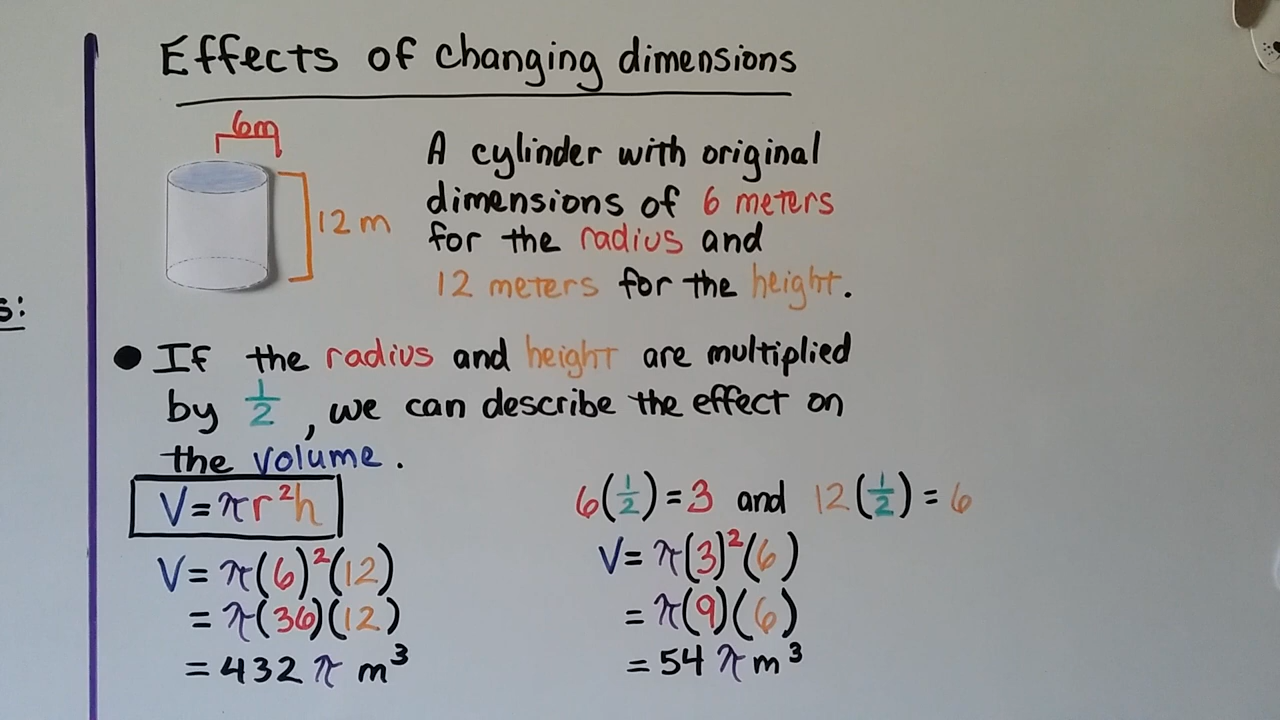 Effects of changing dimensions
6m
12 m
A cylinder with original
dimensions of 6 meters
for the radius and
12 meters for the height.
s:
● If the radius and height are multiplied
by 1/2, we can describe the effect on
the volume.
V=πr²h
V=π(6)²(12)
=π(36)(12)
=432π m³
6(1/2)=3 and 12(1/2)=6
V=π(3)²(6)
=π(9)(6)
=54πm³